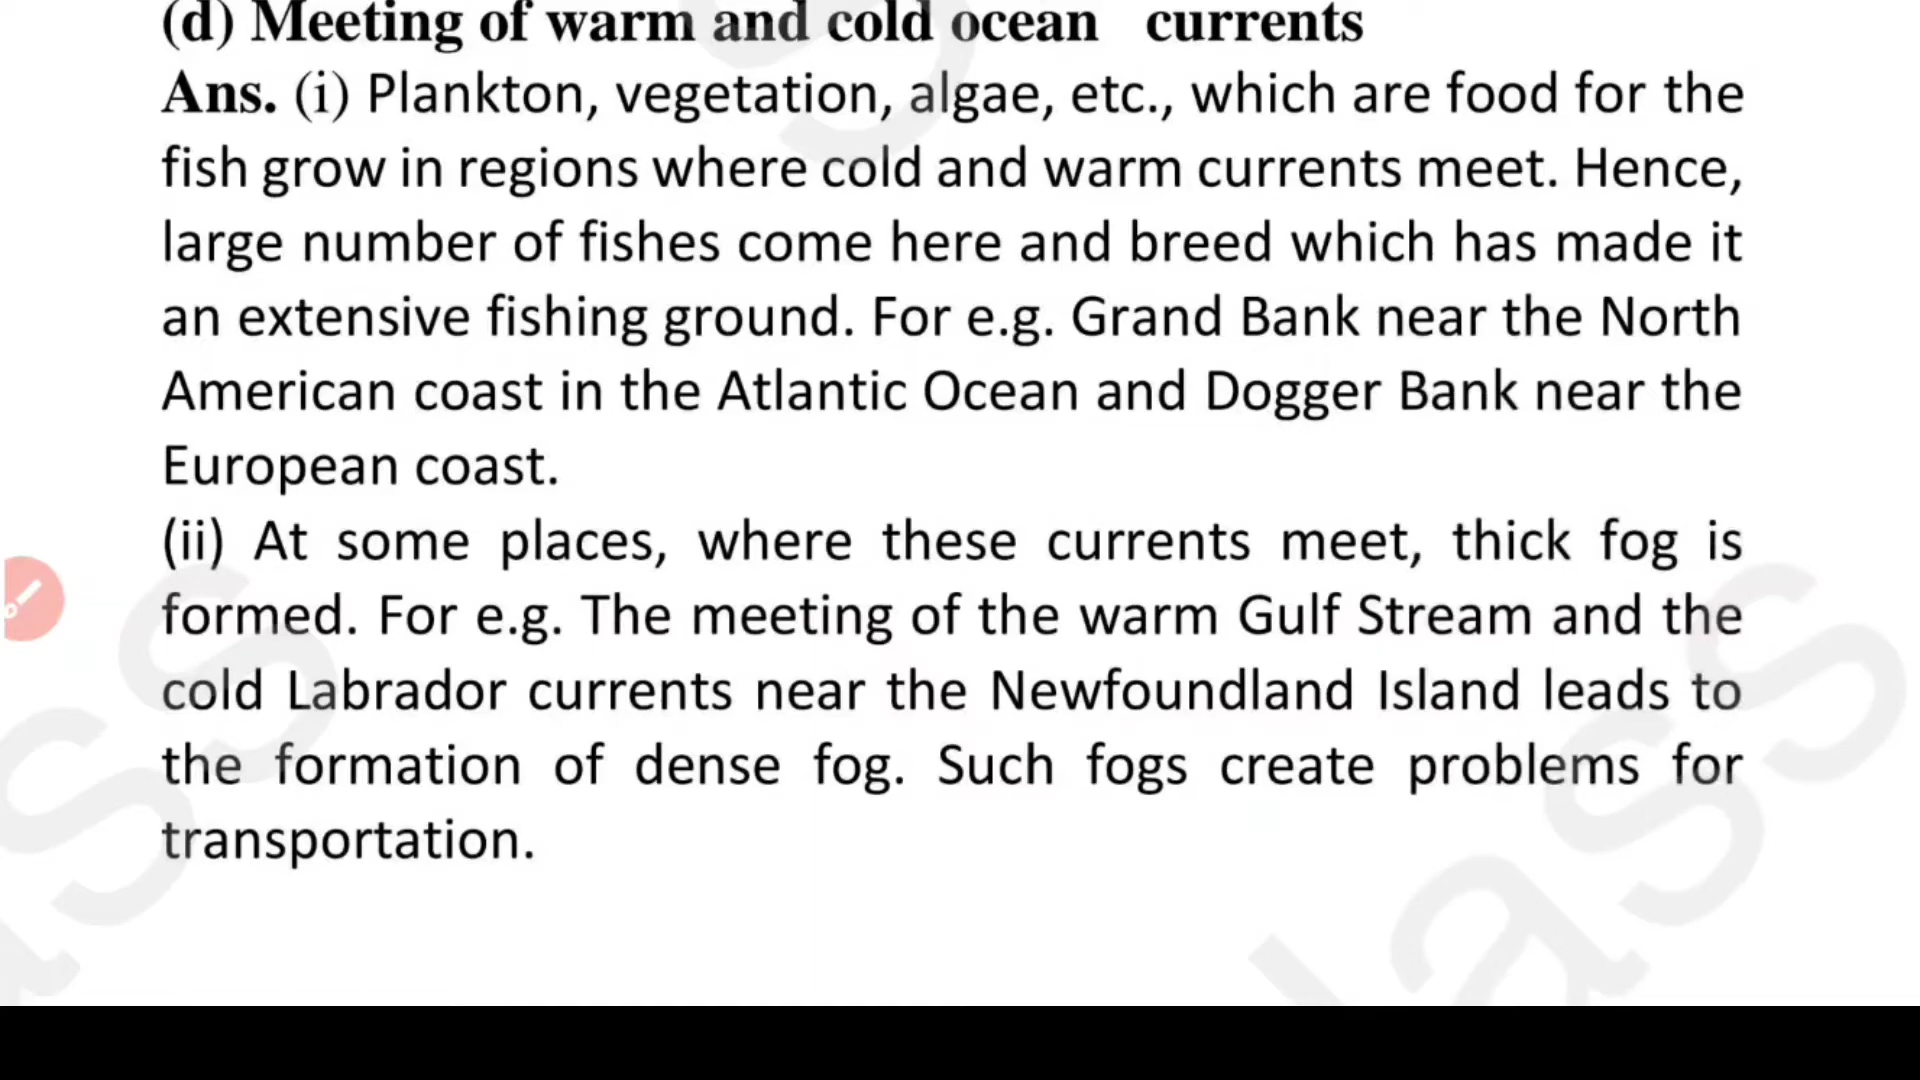 (d) Meeting of warm and cold ocean currents
Ans. (i) Plankton, vegetation, algae, etc., which are food for the
fish grow in regions where cold and warm currents meet. Hence,
large number of fishes come here and breed which has made it
an extensive fishing ground. For e.g. Grand Bank near the North
American coast in the Atlantic Ocean and Dogger Bank near the
European coast.
(ii) At some places, where these currents meet, thick fog is
formed. For e.g. The meeting of the warm Gulf Stream and the
cold Labrador currents near the Newfoundland Island leads to
the formation of dense fog. Such fogs create problems for
transportation.